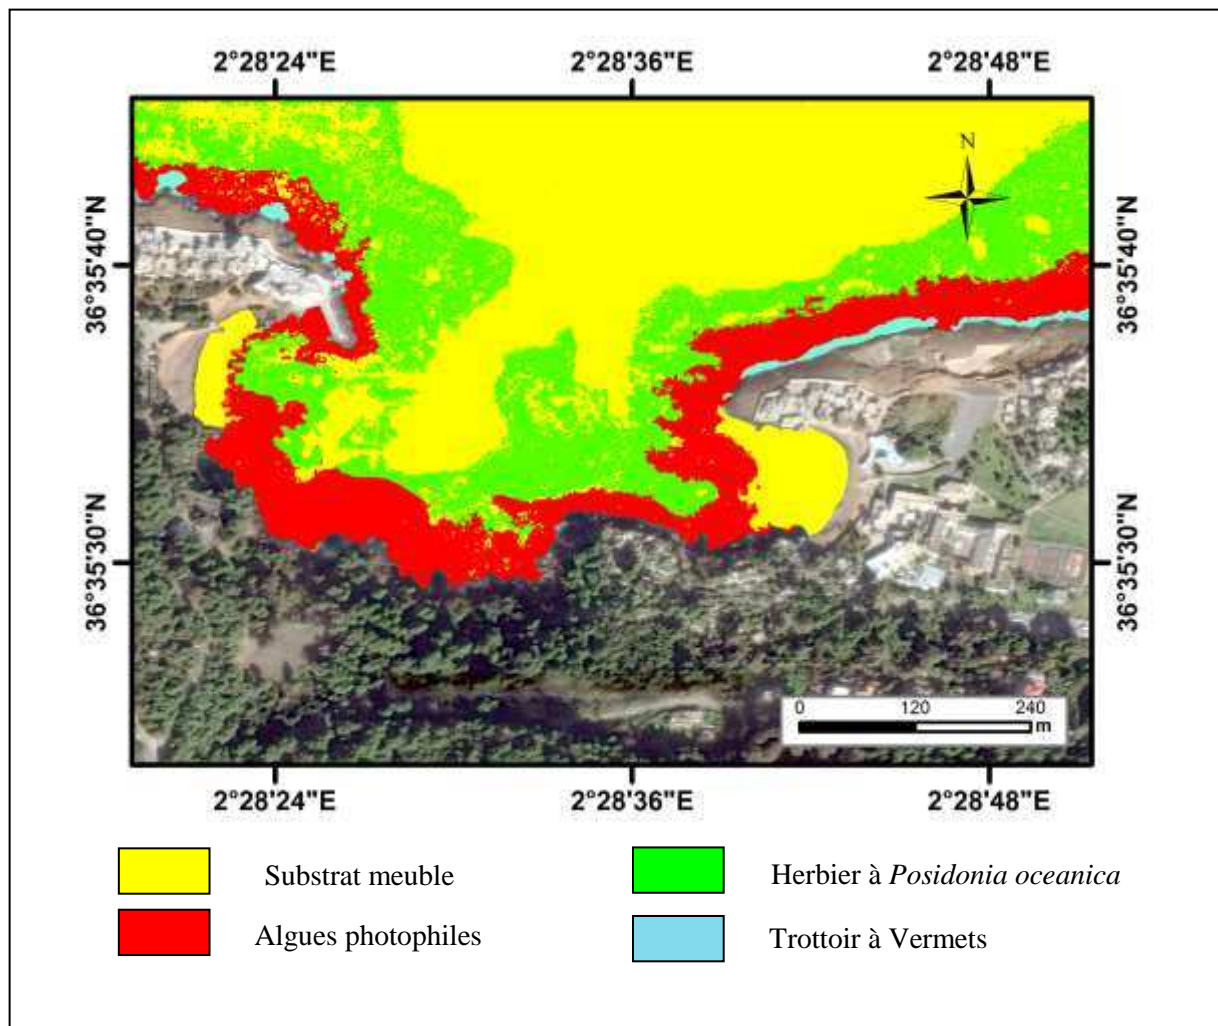 2°28'24"E 2°28'36"E 2°28'48"E
N
36°35'40"N 36°35'40"N
36°35'30"N 36°35'30"N
0 120 240
m
2°28'24"E 2°28'36"E 2°28'48"E
Substrat meuble Herbier à Posidonia oceanica
Algues photophiles Trottoir à Vermets